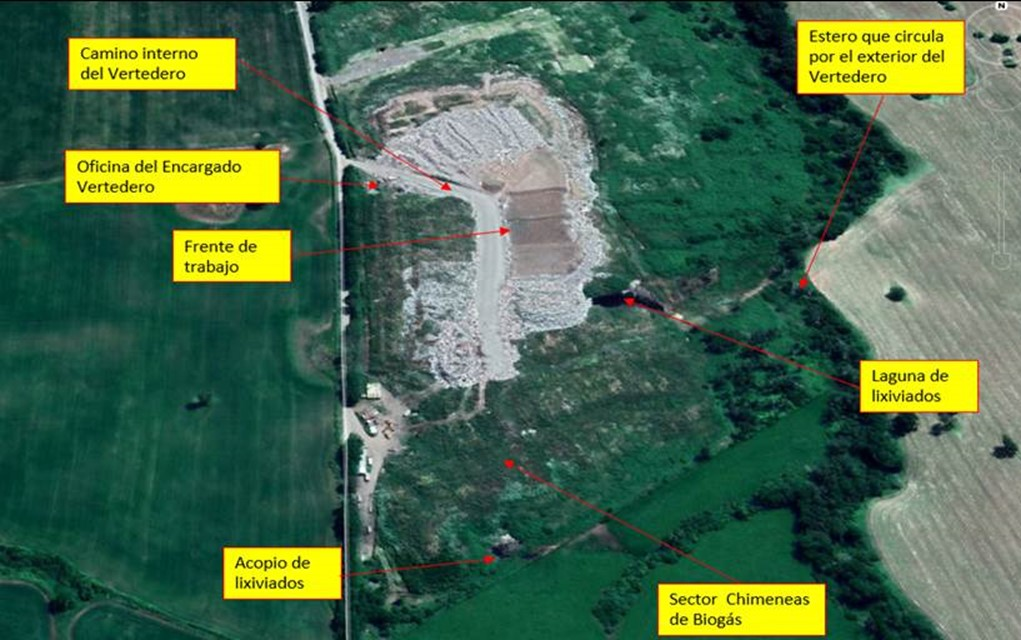 N
Camino interno
del Vertedero
Estero que circula
por el exterior del
Vertedero
Oficina del Encargado
Vertedero
Frente de
trabajo
Laguna de
lixiviados
Acopio de
lixiviados
Sector Chimeneas
de Biogás